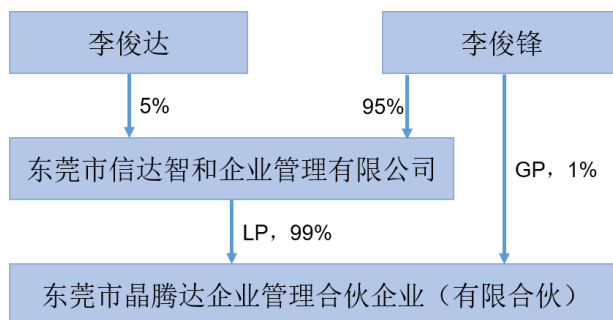 李俊达
李俊锋
5%
95%
东莞市信达智和企业管理有限公司
GP，1%
LP，99%
东莞市晶腾达企业管理合伙企业（有限合伙）